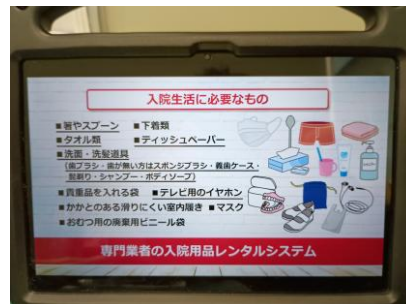 入院生活に必要なもの
■箸やスプーン ■下着類
■タオル類 ■ティッシュペーパー
■洗面・洗髪道具
（歯ブラシ・歯が無い方はスポンジブラシ・義歯ケース・
髭剃り・シャンプー・ボディソープ）
■貴重品を入れる袋 ■テレビ用のイヤホン
■かかとのある滑りにくい室内履き ■マスク
■おむつ用の廃棄用ビニール袋
専門業者の入院用品レンタルシステム